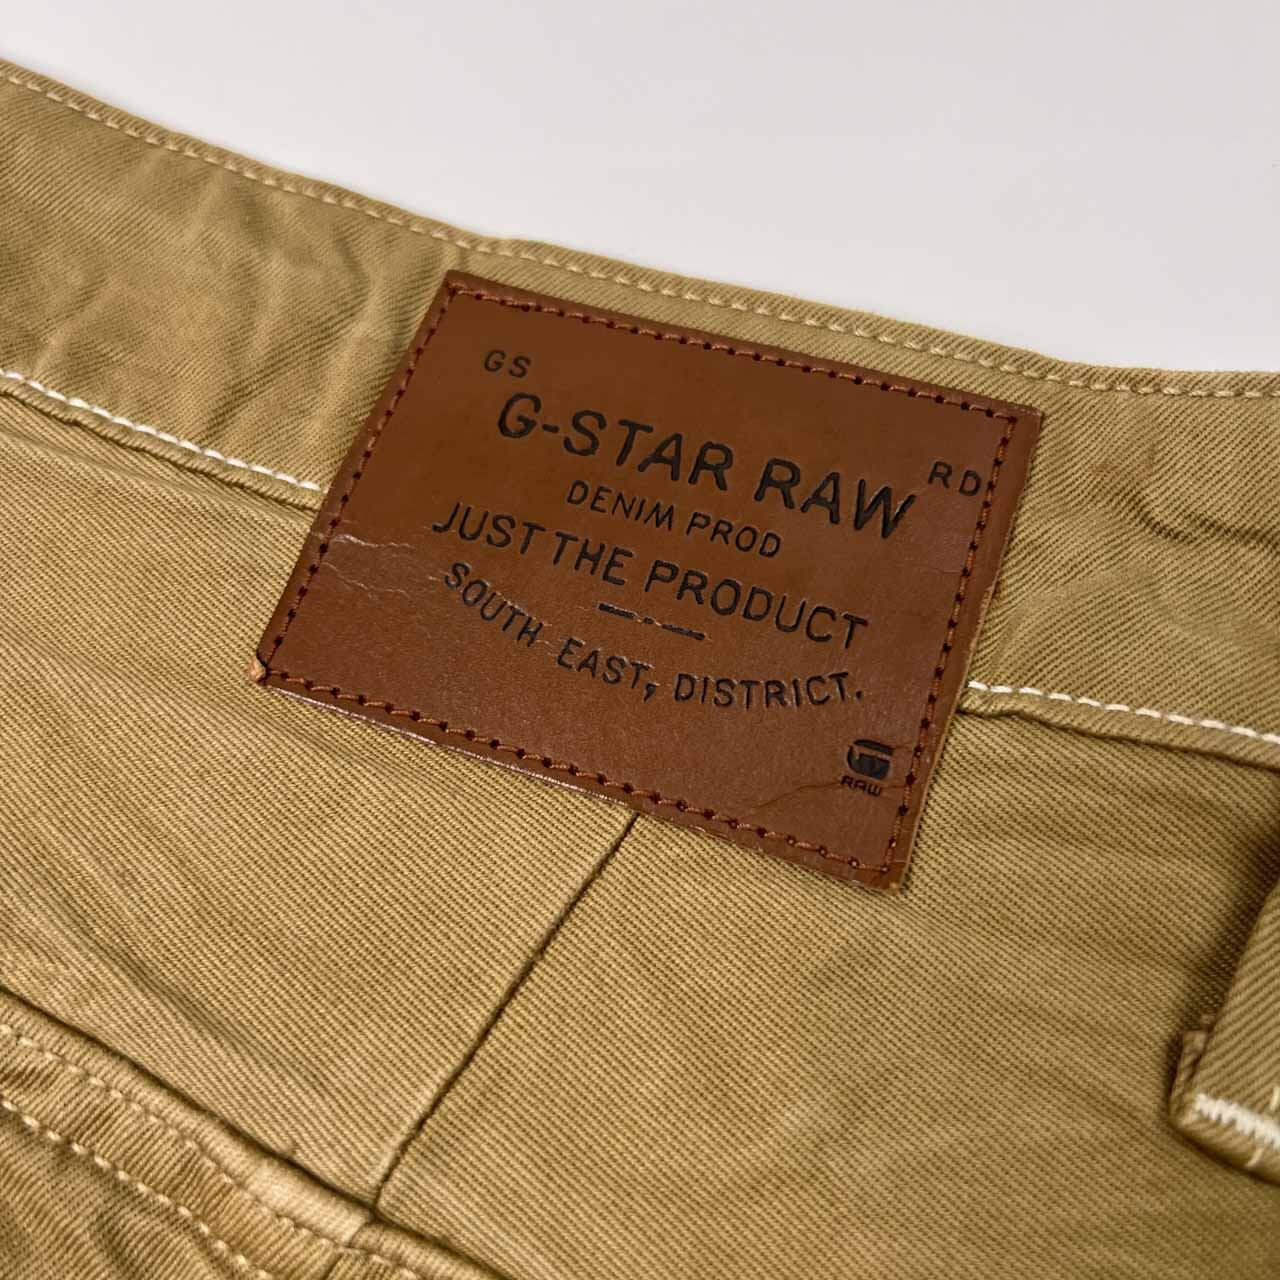 GS
G-STAR RAW
RD
DENIM PROD
JUST THE PRODUCT
SOUTH EAST, DISTRICT.
RAW